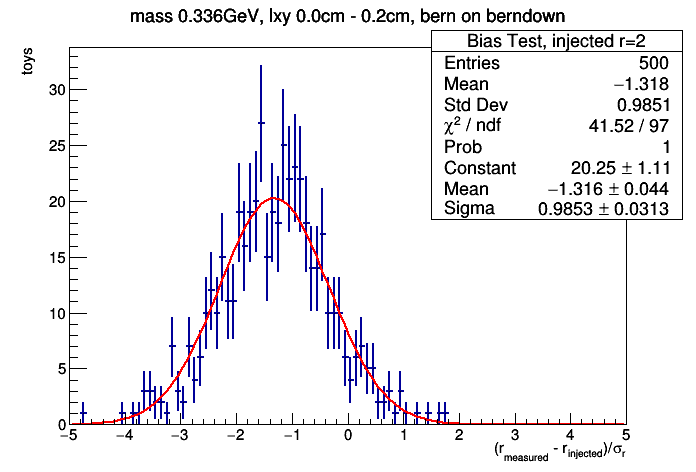 mass 0.336GeV, lxy 0.0cm - 0.2cm, bern on berndown
toys
Bias Test, injected r=2
Entries 500
Mean −1.318
Std Dev 0.9851
χ² / ndf 41.52 / 97
Prob 1
Constant 20.25 ± 1.11
Mean −1.316 ± 0.044
Sigma 0.9853 ± 0.0313
30
25
20
15
10
5
0
−5 −4 −3 −2 −1 0 1 2 3 4 5
(r_measured - r_injected)/σ_r